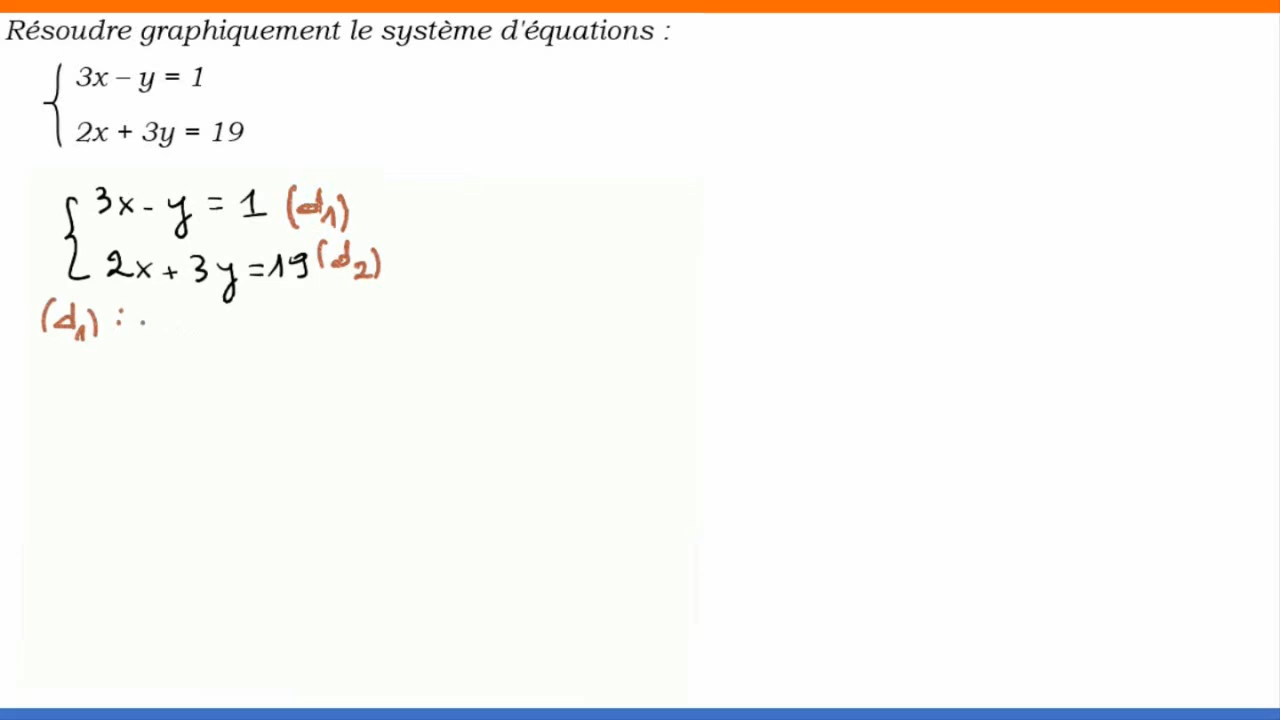 Résoudre graphiquement le système d'équations :
3x – y = 1
2x + 3y = 19
3x - y = 1 (d1)
2x + 3y = 19 (d2)
(d1) : .